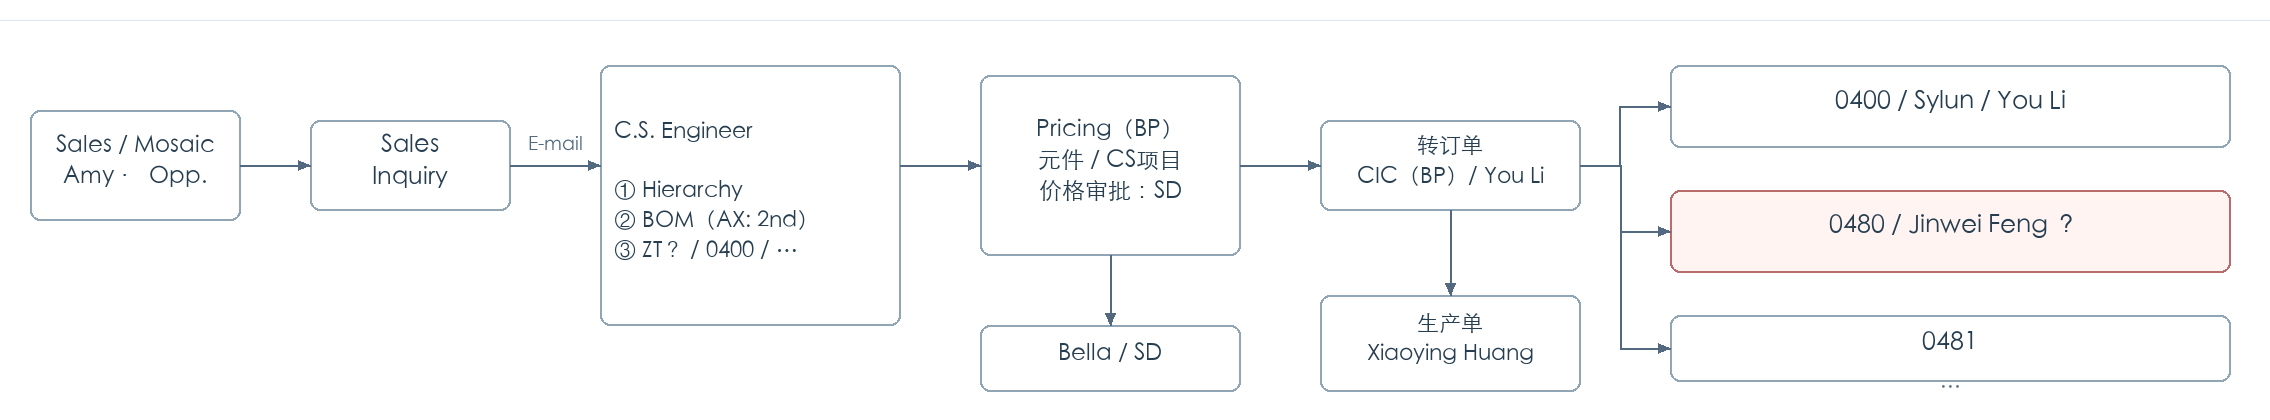 Sales / Mosaic
Amy · Opp.
Sales
Inquiry
E-mail
C.S. Engineer
① Hierarchy
② BOM（AX: 2nd）
③ ZT？ / 0400 / …
Pricing（BP）
元件 / CS项目
价格审批：SD
Bella / SD
转订单
CIC（BP）/ You Li
生产单
Xiaoying Huang
0400 / Sylun / You Li
0480 / Jinwei Feng ？
0481
…